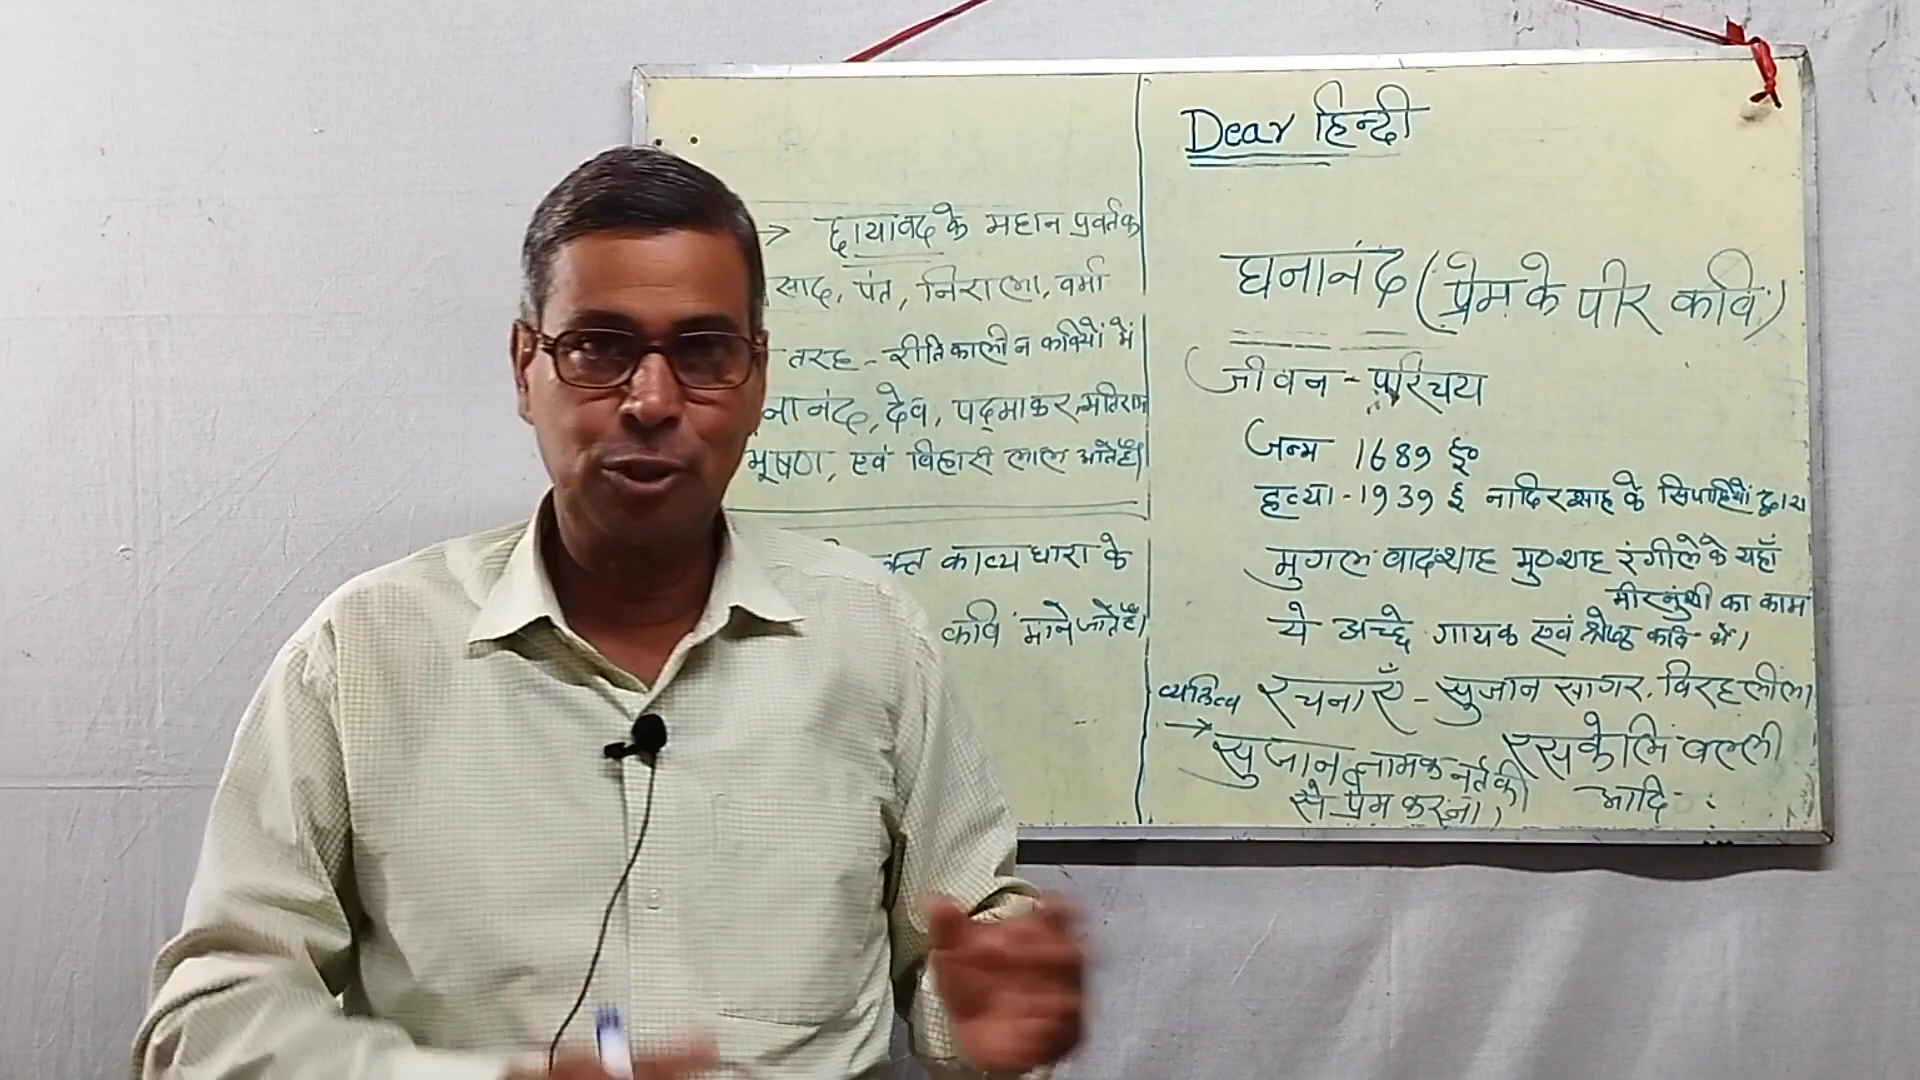 → छायावद के महान प्रवर्तक
साद, पंत, निराला, वर्मा
तरह - रीतिकालीन कवियों में
नानंद, देव, पद्माकर, मतिराम
भूषण, एवं विहारी लाल आते हैं।
क्त काव्य धारा के
कवि माने जाते हैं।
Dear हिन्दी
घनानंद (प्रेम के पीर कवि)
जीवन - परिचय
जन्म 1689 ई०
हत्या - 1939 ई नादिरशाह के सिपाहियों द्वारा
मुगल वादशाह मु०शाह रंगीले के यहाँ
मीरमुंशी का काम
ये अच्छे गायक एवं श्रेष्ठ कवि थे।
व्यक्तित्व रचनाएँ - सुजान सागर, विरहलीला
→ सुजान नामक नर्तकी रसकेलि वल्ली
से प्रेम करना। आदि